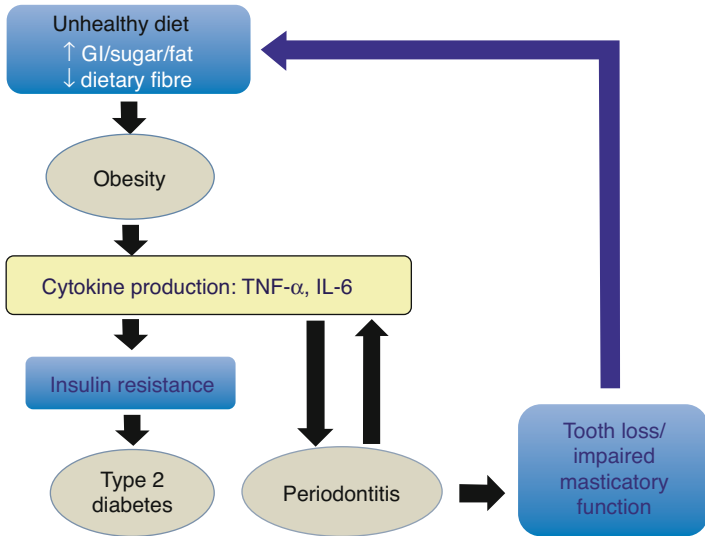 Unhealthy diet
↑ GI/sugar/fat
↓ dietary fibre
Obesity
Cytokine production: TNF-α, IL-6
Insulin resistance
Type 2
diabetes
Periodontitis
Tooth loss/
impaired
masticatory
function